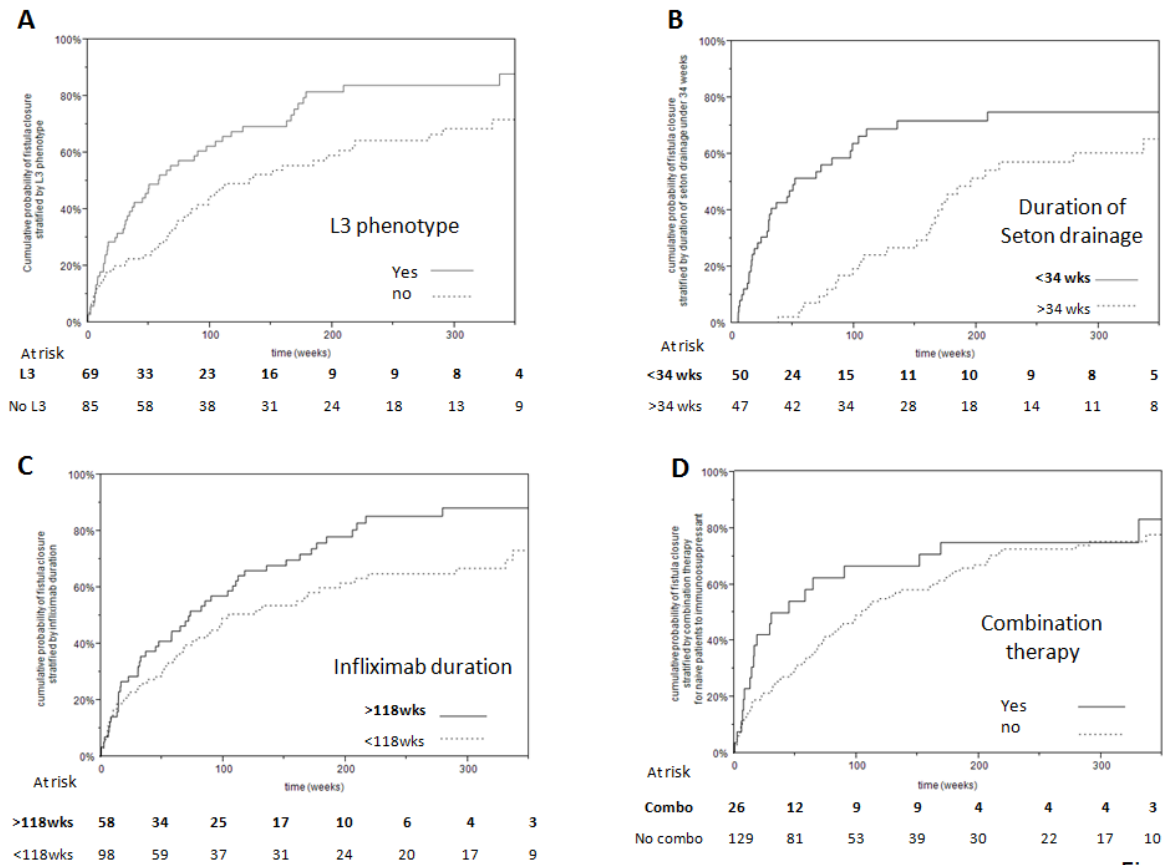 A
Cumulative probability of fistula closure
stratified by L3 phenotype
100%
80%
60%
40%
20%
0%
L3 phenotype
Yes
no
0 100 200 300
time (weeks)
At risk
L3 69 33 23 16 9 9 8 4
No L3 85 58 38 31 24 18 13 9
B
cumulative probability of fistula closure
stratified by duration of seton drainage under 34 weeks
100%
80%
60%
40%
20%
0%
Duration of
Seton drainage
<34 wks
>34 wks
0 100 200 300
time (weeks)
At risk
<34 wks 50 24 15 11 10 9 8 5
>34 wks 47 42 34 28 18 14 11 8
C
cumulative probability of fistula closure
stratified by infliximab duration
100%
80%
60%
40%
20%
0%
Infliximab duration
>118wks
<118wks
0 100 200 300
time (weeks)
At risk
>118wks 58 34 25 17 10 6 4 3
<118wks 98 59 37 31 24 20 17 9
D
cumulative probability of fistula closure
stratified by combination therapy
for naive patients to immunoosuppressant
100%
80%
60%
40%
20%
0%
Combination
therapy
Yes
no
0 100 200 300
time (weeks)
At risk
Combo 26 12 9 9 4 4 4 3
No combo 129 81 53 39 30 22 17 10